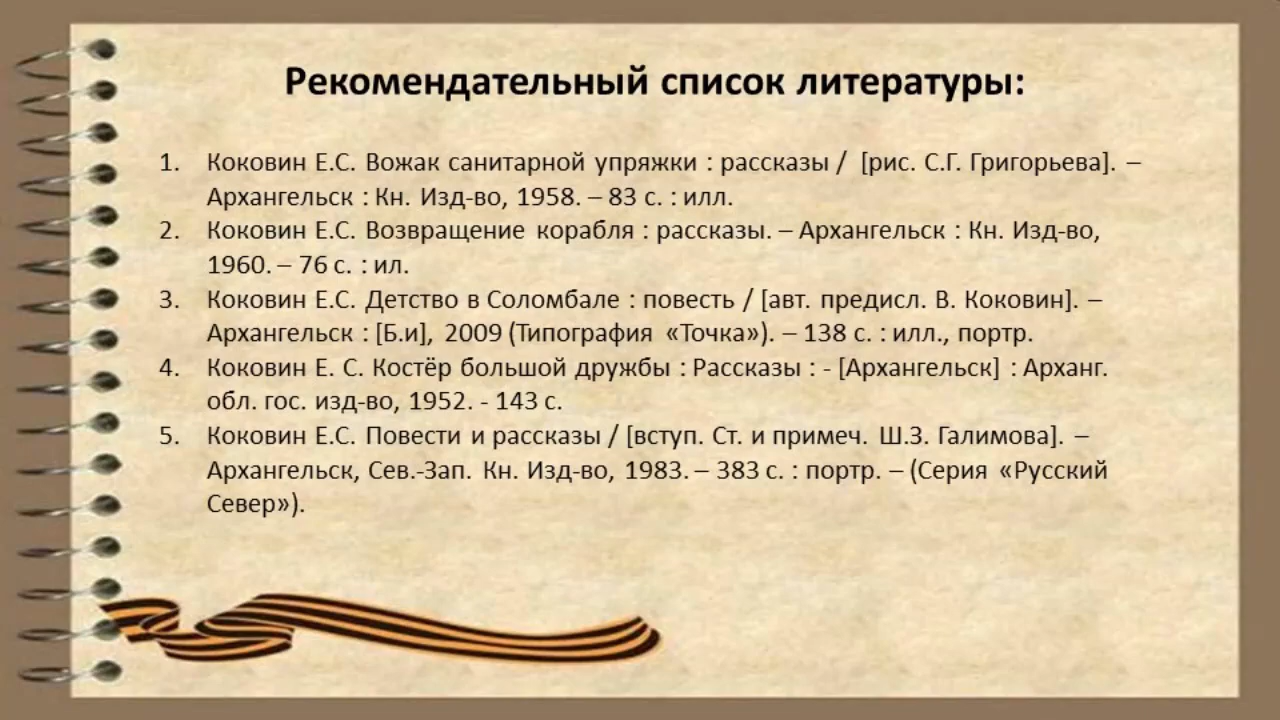 Рекомендательный список литературы:
1. Коковин Е.С. Вожак санитарной упряжки : рассказы / [рис. С.Г. Григорьева]. –
Архангельск : Кн. Изд-во, 1958. – 83 с. : илл.
2. Коковин Е.С. Возвращение корабля : рассказы. – Архангельск : Кн. Изд-во,
1960. – 76 с. : ил.
3. Коковин Е.С. Детство в Соломбале : повесть / [авт. предисл. В. Коковин]. –
Архангельск : [Б.и], 2009 (Типография «Точка»). – 138 с. : илл., портр.
4. Коковин Е. С. Костёр большой дружбы : Рассказы : - [Архангельск] : Арханг.
обл. гос. изд-во, 1952. - 143 с.
5. Коковин Е.С. Повести и рассказы / [вступ. Ст. и примеч. Ш.З. Галимова]. –
Архангельск, Сев.-Зап. Кн. Изд-во, 1983. – 383 с. : портр. – (Серия «Русский
Север»).